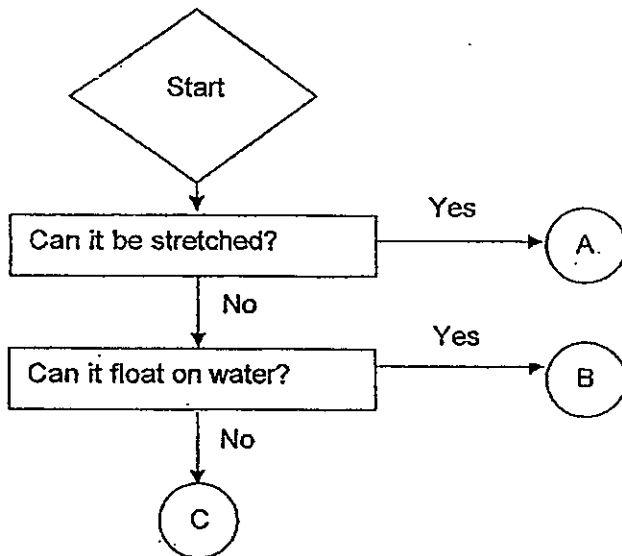 Start
Can it be stretched?
Yes
A
No
Can it float on water?
Yes
B
No
C